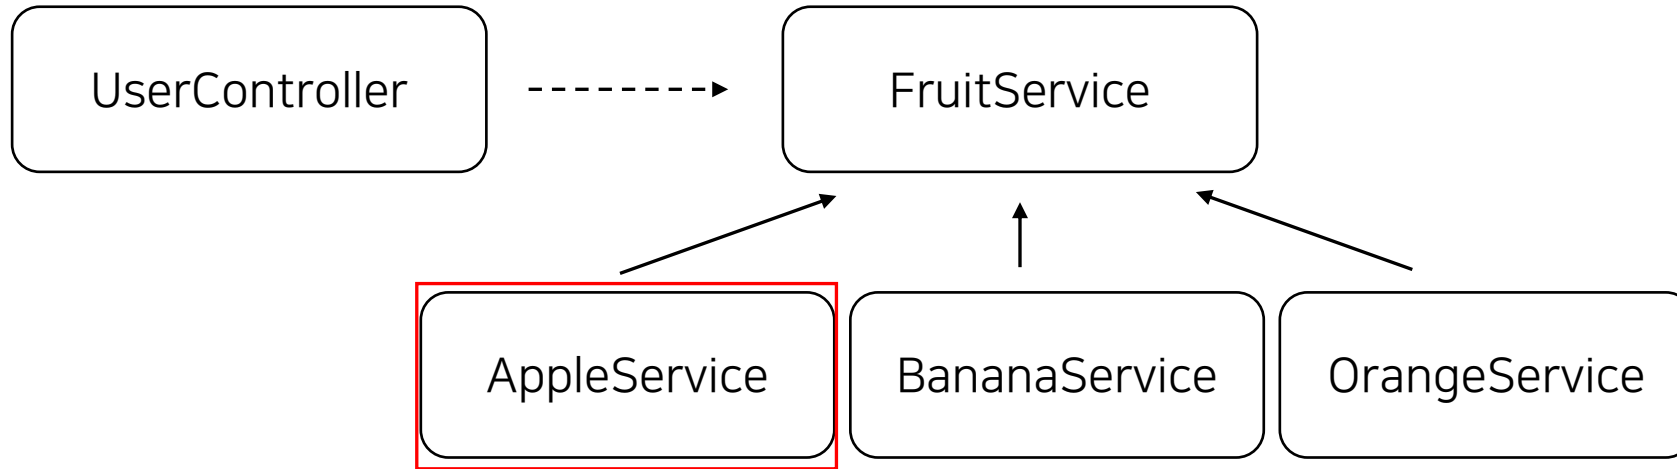 UserController
FruitService
AppleService
BananaService
OrangeService